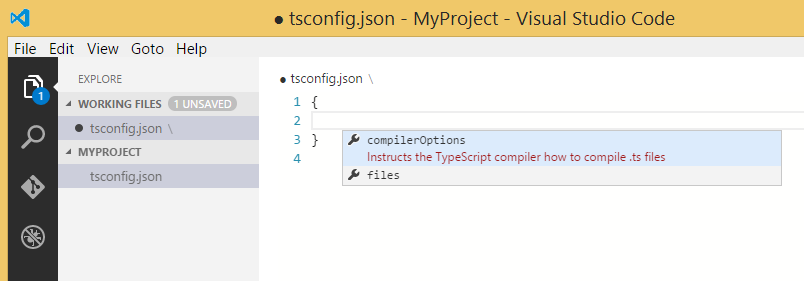 ● tsconfig.json - MyProject - Visual Studio Code
File Edit View Goto Help
EXPLORE
WORKING FILES 1 UNSAVED
● tsconfig.json \
MYPROJECT
tsconfig.json
1
● tsconfig.json \
1 {
2
3 }
4
compilerOptions
Instructs the TypeScript compiler how to compile .ts files
files